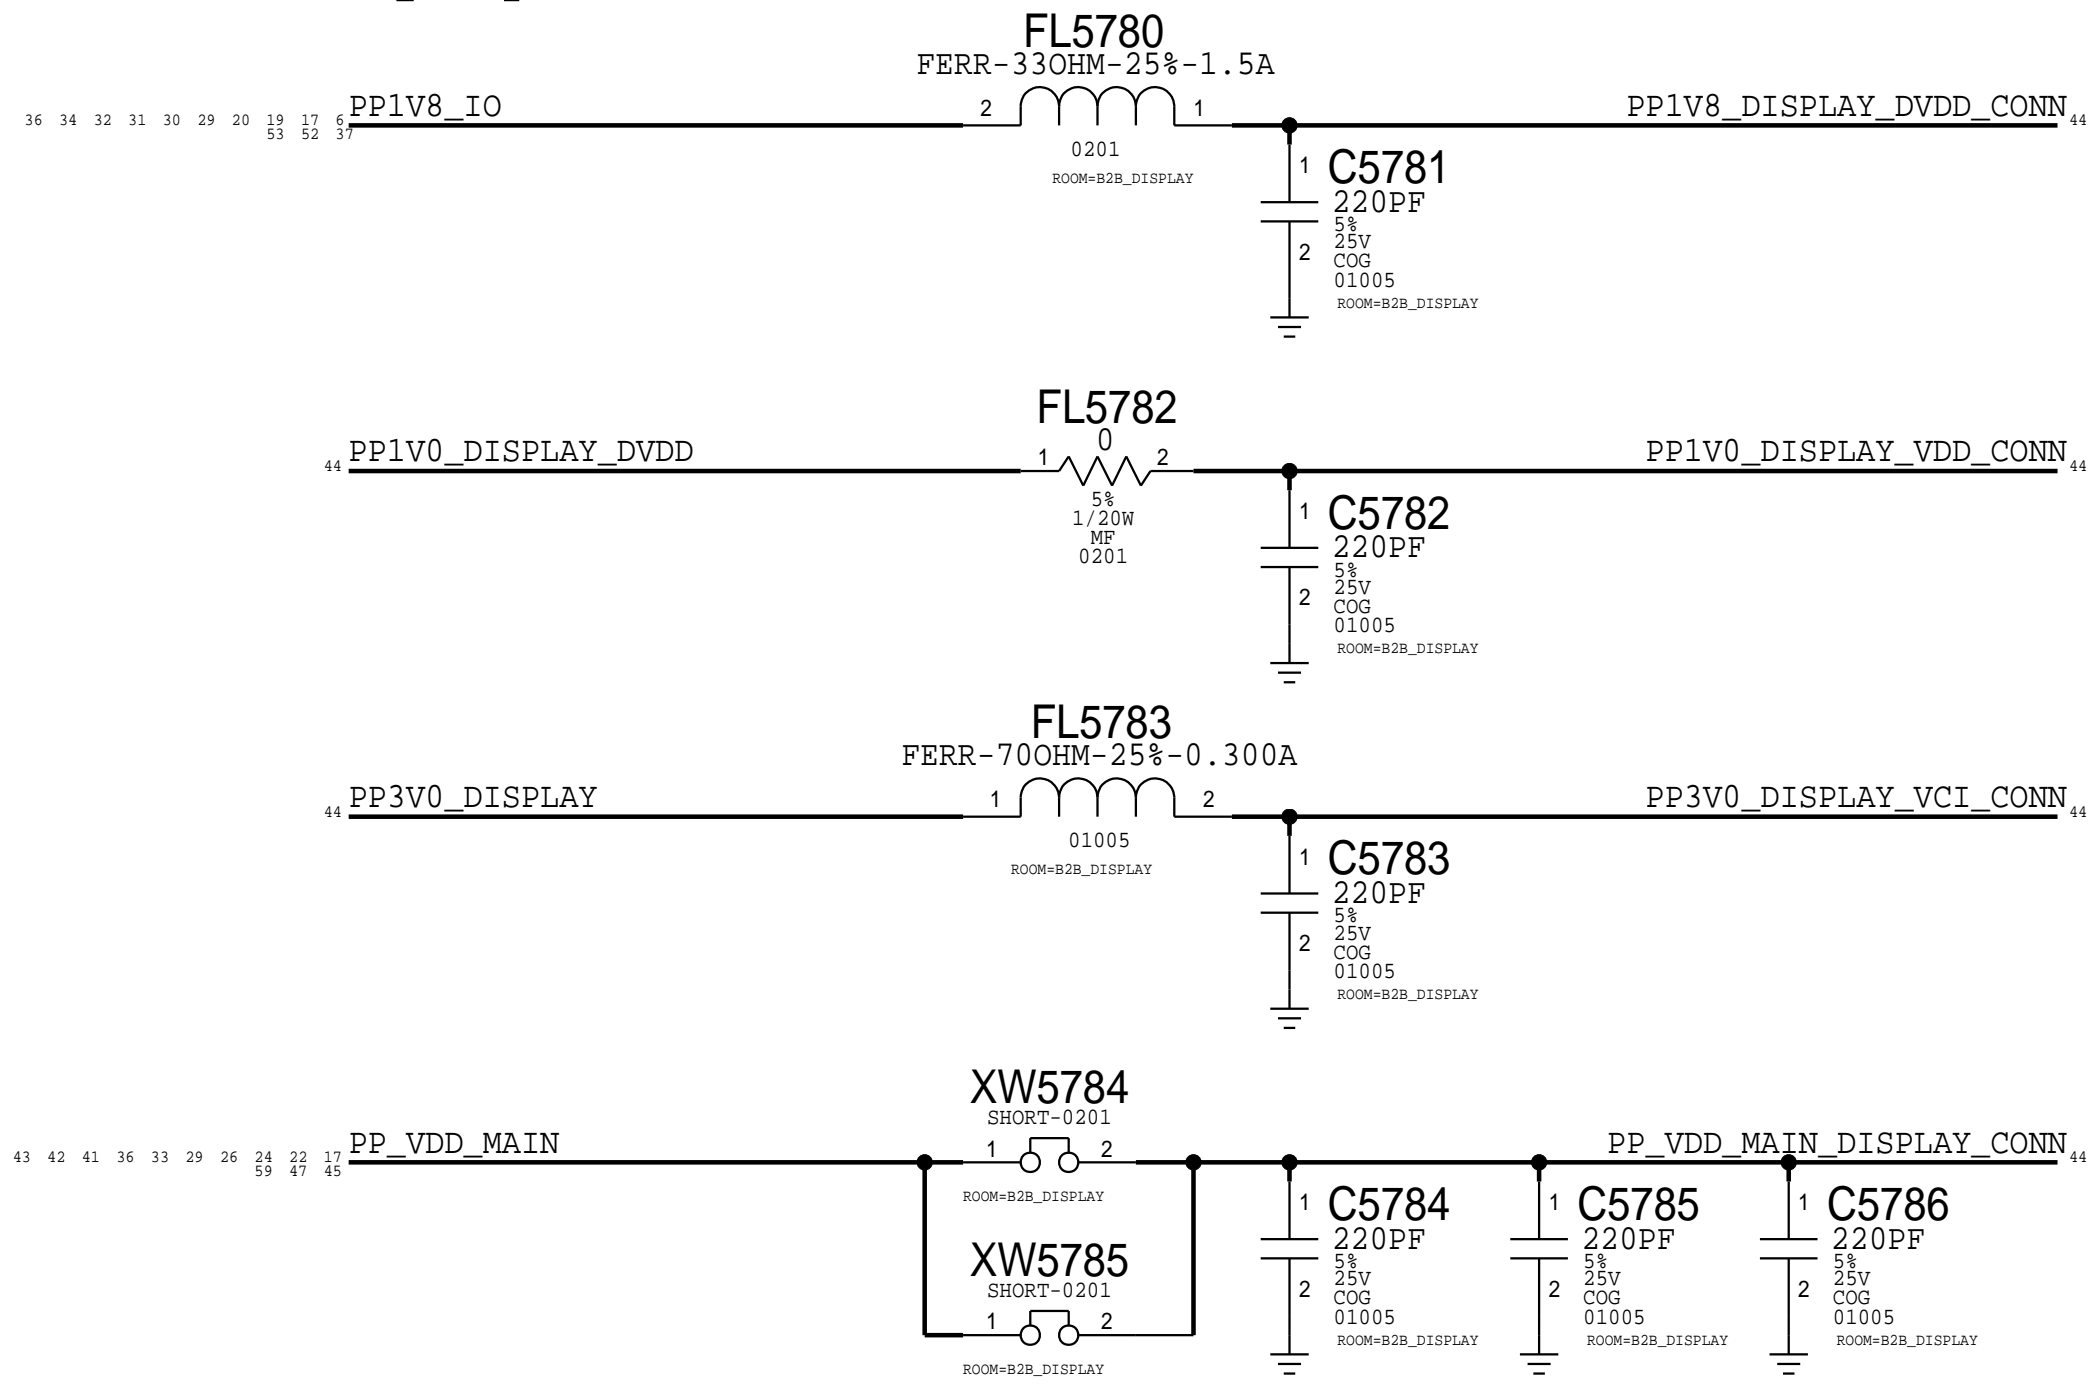 FL5780
FERR-33OHM-25%-1.5A
PP1V8_IO
2
1
PP1V8_DISPLAY_DVDD_CONN
44
36 34 32 31 30 29 20 19 17 6
53 52 37
0201
ROOM=B2B_DISPLAY
1
C5781
220PF
5%
25V
2
COG
01005
ROOM=B2B_DISPLAY
FL5782
0
44
PP1V0_DISPLAY_DVDD
1
2
PP1V0_DISPLAY_VDD_CONN
44
5%
1/20W
MF
0201
1
C5782
220PF
5%
25V
2
COG
01005
ROOM=B2B_DISPLAY
FL5783
FERR-70OHM-25%-0.300A
44
PP3V0_DISPLAY
1
2
PP3V0_DISPLAY_VCI_CONN
44
01005
ROOM=B2B_DISPLAY
1
C5783
220PF
5%
25V
2
COG
01005
ROOM=B2B_DISPLAY
XW5784
SHORT-0201
PP_VDD_MAIN
1
2
PP_VDD_MAIN_DISPLAY_CONN
44
43 42 41 36 33 29 26 24 22 17
59 47 45
ROOM=B2B_DISPLAY
XW5785
SHORT-0201
1
2
ROOM=B2B_DISPLAY
1
C5784
220PF
5%
25V
2
COG
01005
ROOM=B2B_DISPLAY
1
C5785
220PF
5%
25V
2
COG
01005
ROOM=B2B_DISPLAY
1
C5786
220PF
5%
25V
2
COG
01005
ROOM=B2B_DISPLAY